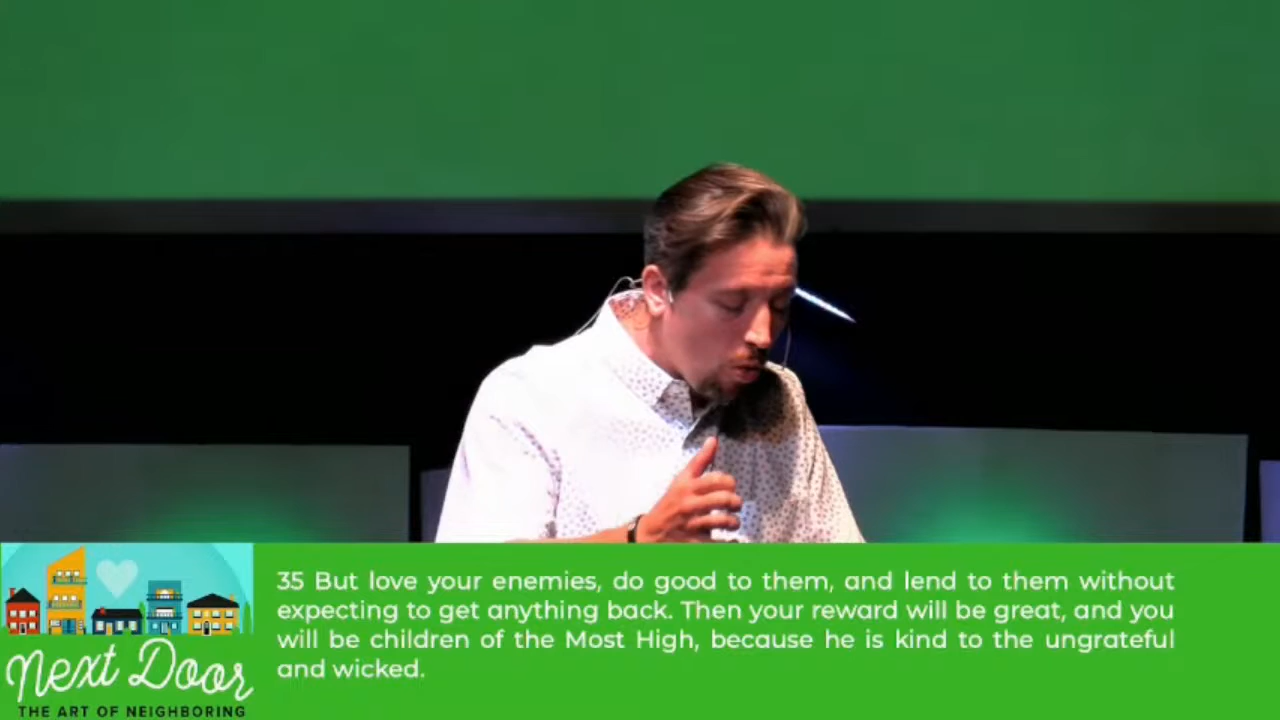 35 But love your enemies, do good to them, and lend to them without
expecting to get anything back. Then your reward will be great, and you
will be children of the Most High, because he is kind to the ungrateful
and wicked.
Next Door
THE ART OF NEIGHBORING